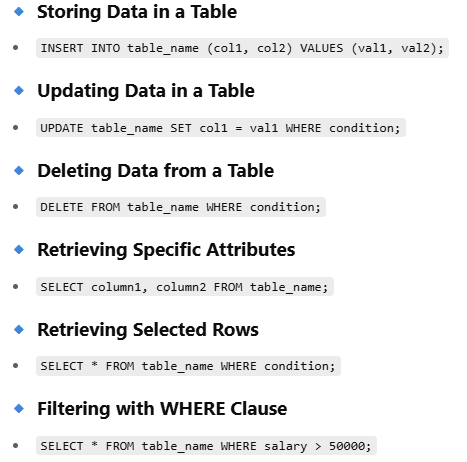 Storing Data in a Table
INSERT INTO table_name (col1, col2) VALUES (val1, val2);
Updating Data in a Table
UPDATE table_name SET col1 = val1 WHERE condition;
Deleting Data from a Table
DELETE FROM table_name WHERE condition;
Retrieving Specific Attributes
SELECT column1, column2 FROM table_name;
Retrieving Selected Rows
SELECT * FROM table_name WHERE condition;
Filtering with WHERE Clause
SELECT * FROM table_name WHERE salary > 50000;